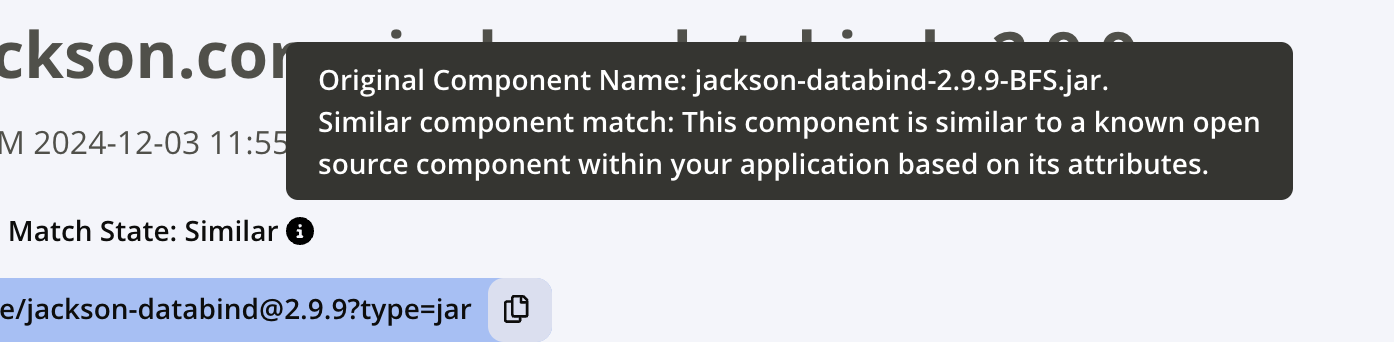 ckson.cor
Original Component Name: jackson-databind-2.9.9-BFS.jar.
Similar component match: This component is similar to a known open
source component within your application based on its attributes.
M 2024-12-03 11:55
Match State: Similar
e/jackson-databind@2.9.9?type=jar